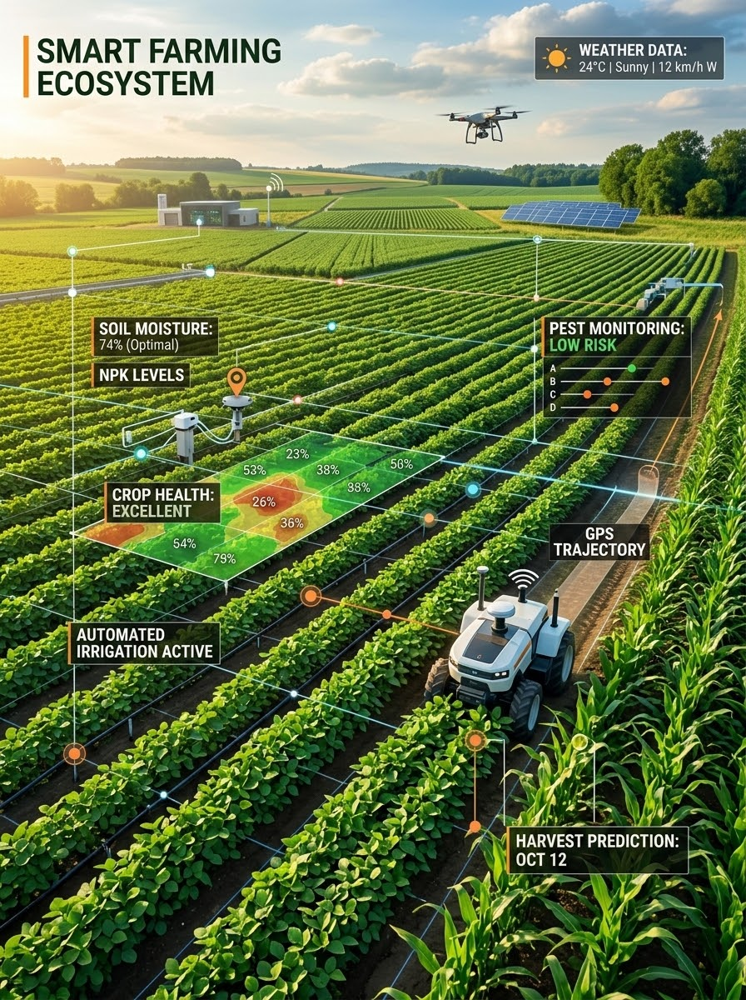 SMART FARMING
ECOSYSTEM
WEATHER DATA:
24°C | Sunny | 12 km/h W
SOIL MOISTURE:
74% (Optimal)
NPK LEVELS
PEST MONITORING:
LOW RISK
A
B
C
D
23%
53%
38%
56%
38%
26%
36%
54%
79%
CROP HEALTH:
EXCELLENT
GPS
TRAJECTORY
AUTOMATED
IRRIGATION ACTIVE
HARVEST PREDICTION:
OCT 12